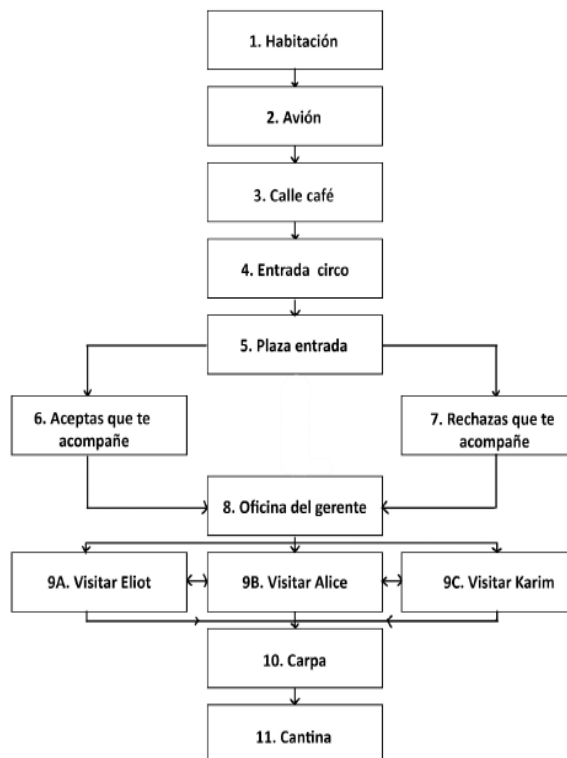 1. Habitación
2. Avión
3. Calle café
4. Entrada circo
5. Plaza entrada
6. Aceptas que te
acompañe
7. Rechazas que te
acompañe
8. Oficina del gerente
9A. Visitar Eliot
9B. Visitar Alice
9C. Visitar Karim
10. Carpa
11. Cantina